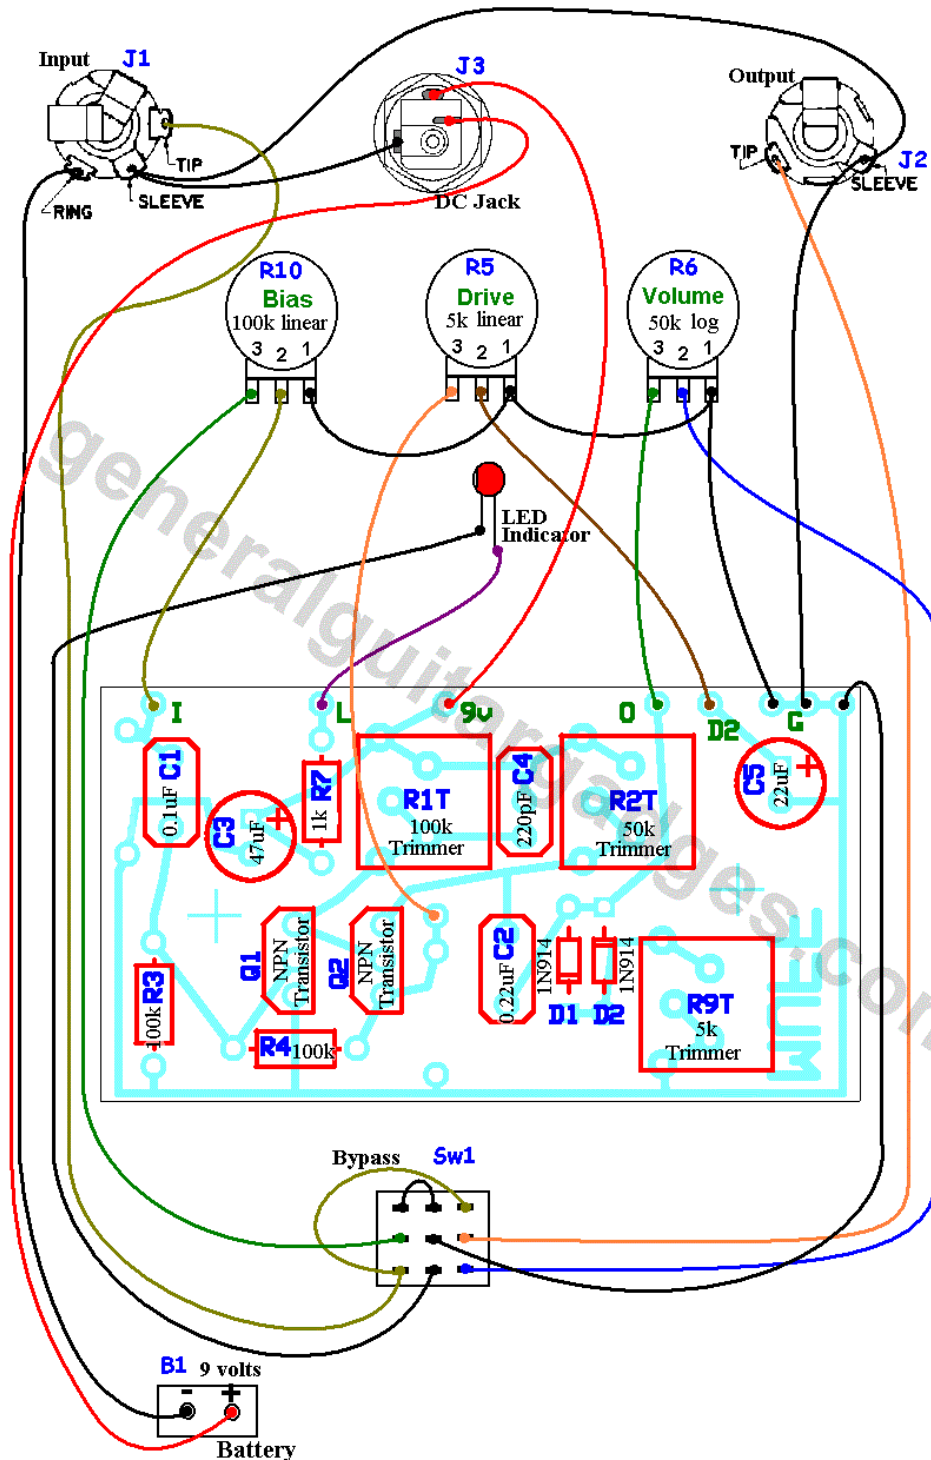 Input
J1
TIP
RING
SLEEVE
J3
DC Jack
Output
TIP
J2
SLEEVE
R10
Bias
100k linear
3 2 1
R5
Drive
5k linear
3 2 1
R6
Volume
50k log
3 2 1
LED
Indicator
generalguitargadges.com
I
L
9v
O
D2
G
C1
0.1uF
C3
47uF
+
R7
1k
R1T
100k
Trimmer
C4
220pF
R2T
50k
Trimmer
C5
22uF
+
Q1
NPN
Transistor
Q2
NPN
Transistor
C2
0.22uF
1N914
D1
1N914
D2
R3
100k
R4
100k
R9T
5k
Trimmer
Bypass
Sw1
B1
9 volts
-
+
Battery